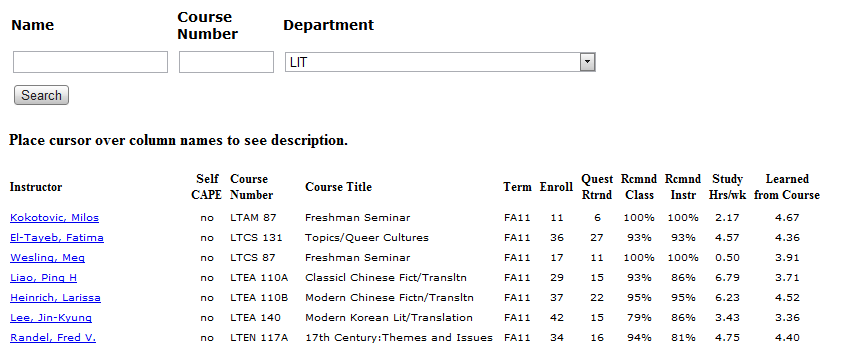 Name Course Number Department
LIT
Search
Place cursor over column names to see description.
Instructor Self CAPE Course Number Course Title Term Enroll Quest Rtrnd Rcmnd Class Rcmnd Instr Study Hrs/wk Learned from Course
Kokotovic, Milos no LTAM 87 Freshman Seminar FA11 11 6 100% 100% 2.17 4.67
El-Tayeb, Fatima no LTCS 131 Topics/Queer Cultures FA11 36 27 93% 93% 4.57 4.36
Wesling, Meg no LTCS 87 Freshman Seminar FA11 17 11 100% 100% 0.50 3.91
Liao, Ping H no LTEA 110A Classicl Chinese Fict/Transltn FA11 29 15 93% 86% 6.79 3.71
Heinrich, Larissa no LTEA 110B Modern Chinese Fictn/Transltn FA11 37 22 95% 95% 6.23 4.52
Lee, Jin-Kyung no LTEA 140 Modern Korean Lit/Translation FA11 42 15 79% 86% 3.43 3.36
Randel, Fred V. no LTEN 117A 17th Century:Themes and Issues FA11 34 16 94% 81% 4.75 4.40